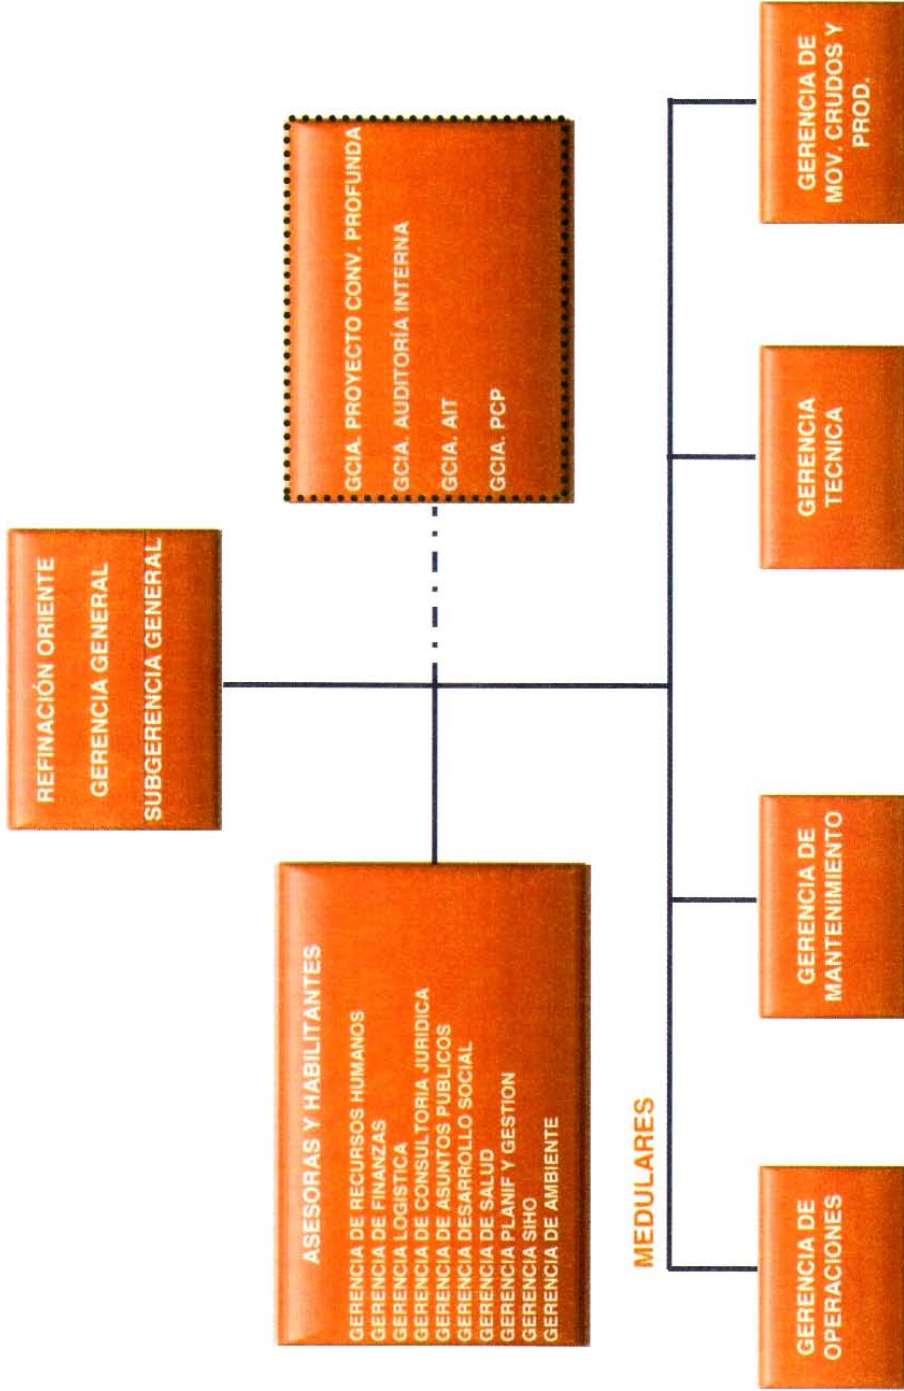 REFINACIÓN ORIENTE
GERENCIA GENERAL
SUBGERENCIA GENERAL
ASESORAS Y HABILITANTES
GERENCIA DE RECURSOS HUMANOS
GERENCIA DE FINANZAS
GERENCIA LOGISTICA
GERENCIA DE CONSULTORIA JURIDICA
GERENCIA DE ASUNTOS PUBLICOS
GERENCIA DESARROLLO SOCIAL
GERENCIA DE SALUD
GERENCIA PLANIF Y GESTION
GERENCIA SIHO
GERENCIA DE AMBIENTE
GCIA. PROYECTO CONV. PROFUNDA
GCIA. AUDITORÍA INTERNA
GCIA. AIT
GCIA. PCP
MEDULARES
GERENCIA DE
OPERACIONES
GERENCIA DE
MANTENIMIENTO
GERENCIA
TECNICA
GERENCIA DE
MOV. CRUDOS Y
PROD.